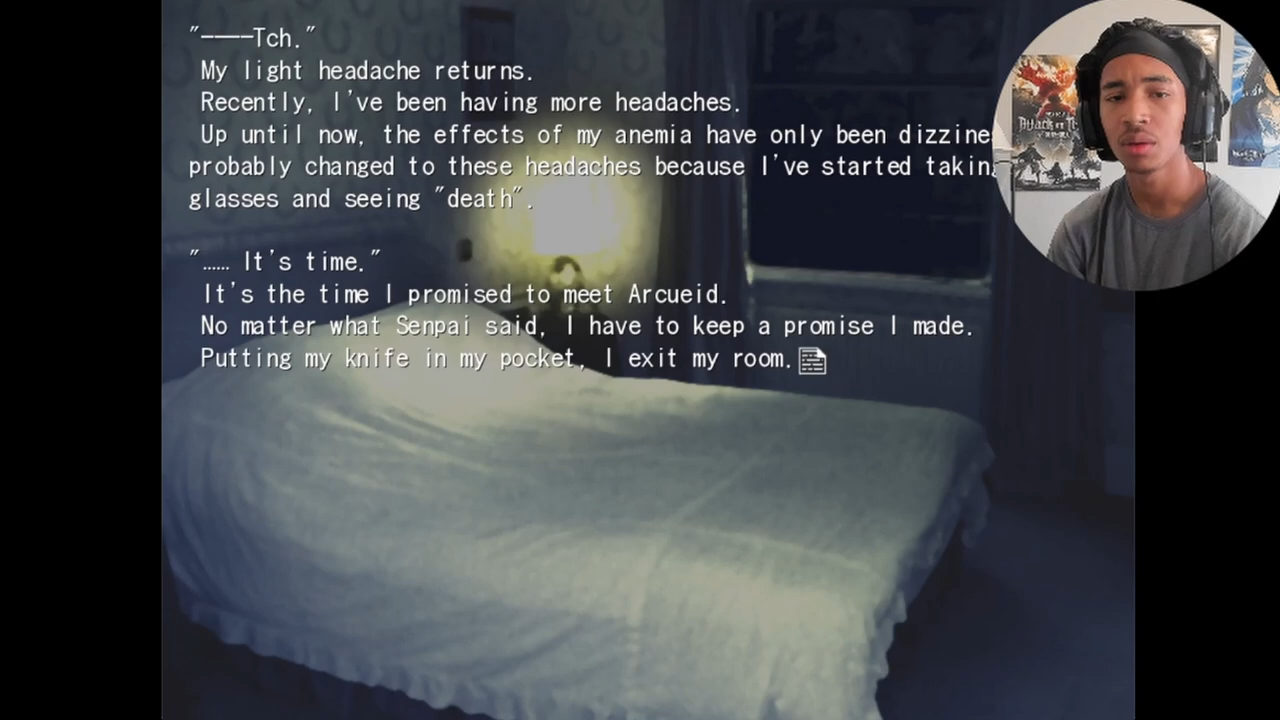 "———Tch."
My light headache returns.
Recently, I've been having more headaches.
Up until now, the effects of my anemia have only been
probably changed to these headaches because I've started
glasses and seeing "death".
"…… It's time."
It's the time I promised to meet Arcueid.
No matter what Senpai said, I have to keep a promise I made.
Putting my knife in my pocket, I exit my room.